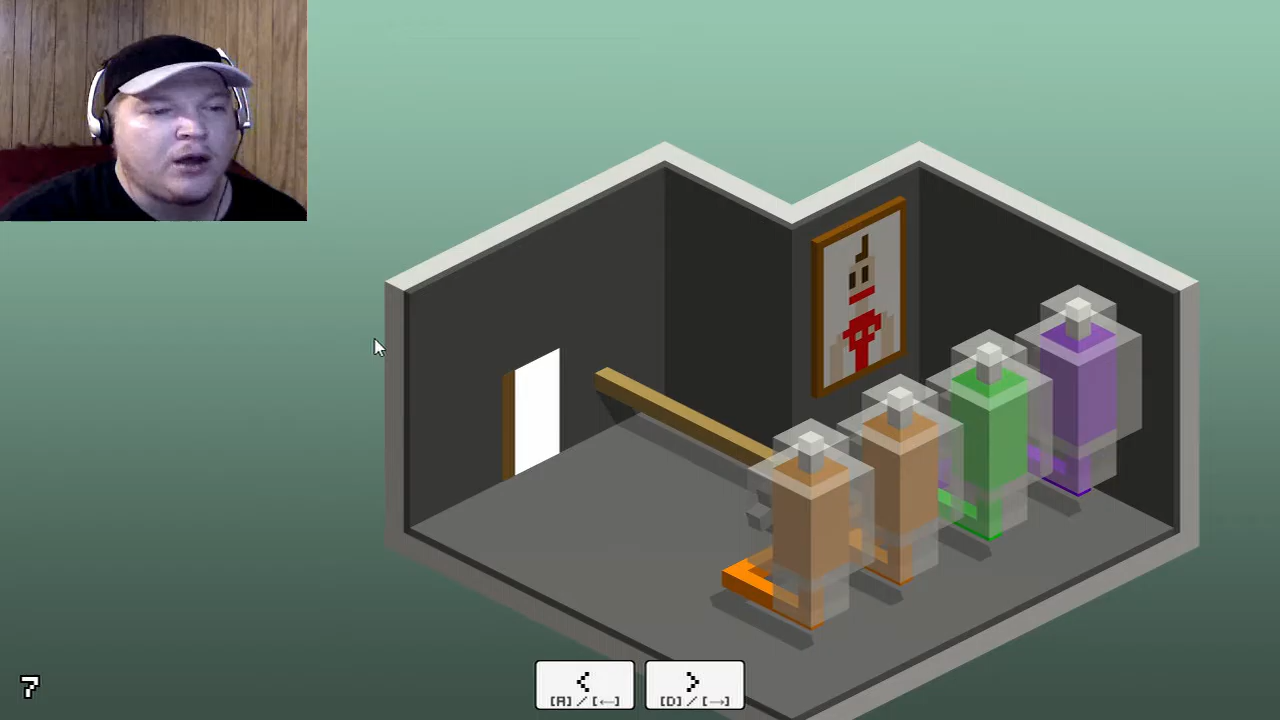 7
< >
[A] / [←] [D] / [→]